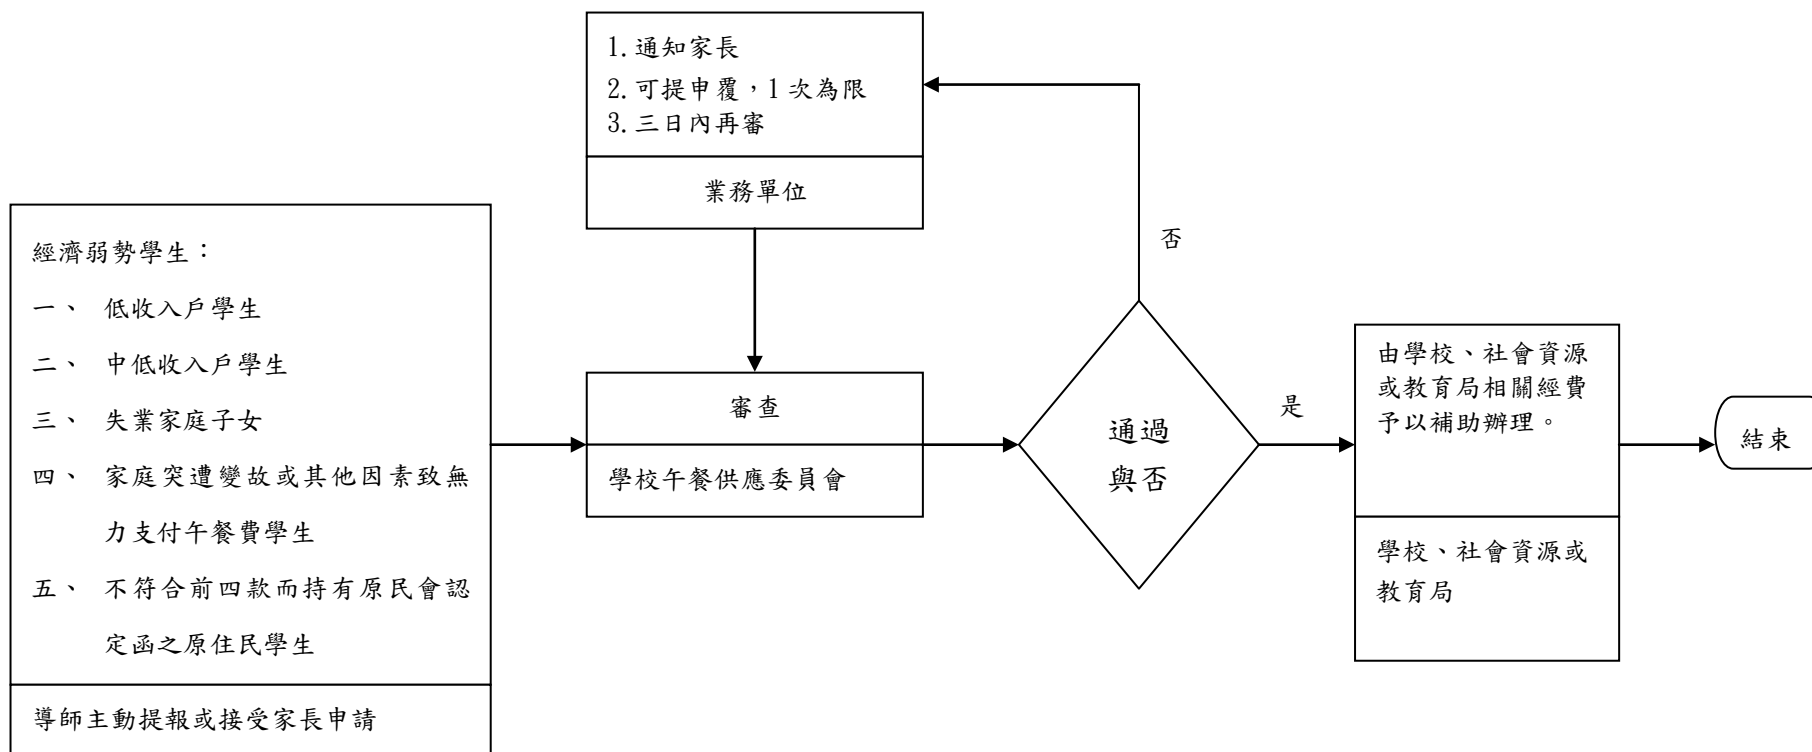 1.通知家長
2.可提申覆，1 次為限
3.三日內再審
業務單位
經濟弱勢學生：
一、 低收入戶學生
二、 中低收入戶學生
三、 失業家庭子女
四、 家庭突遭變故或其他因素致無
力支付午餐費學生
五、 不符合前四款而持有原民會認
定函之原住民學生
導師主動提報或接受家長申請
審查
學校午餐供應委員會
通過
與否
否
是
由學校、社會資源
或教育局相關經費
予以補助辦理。
學校、社會資源或
教育局
結束